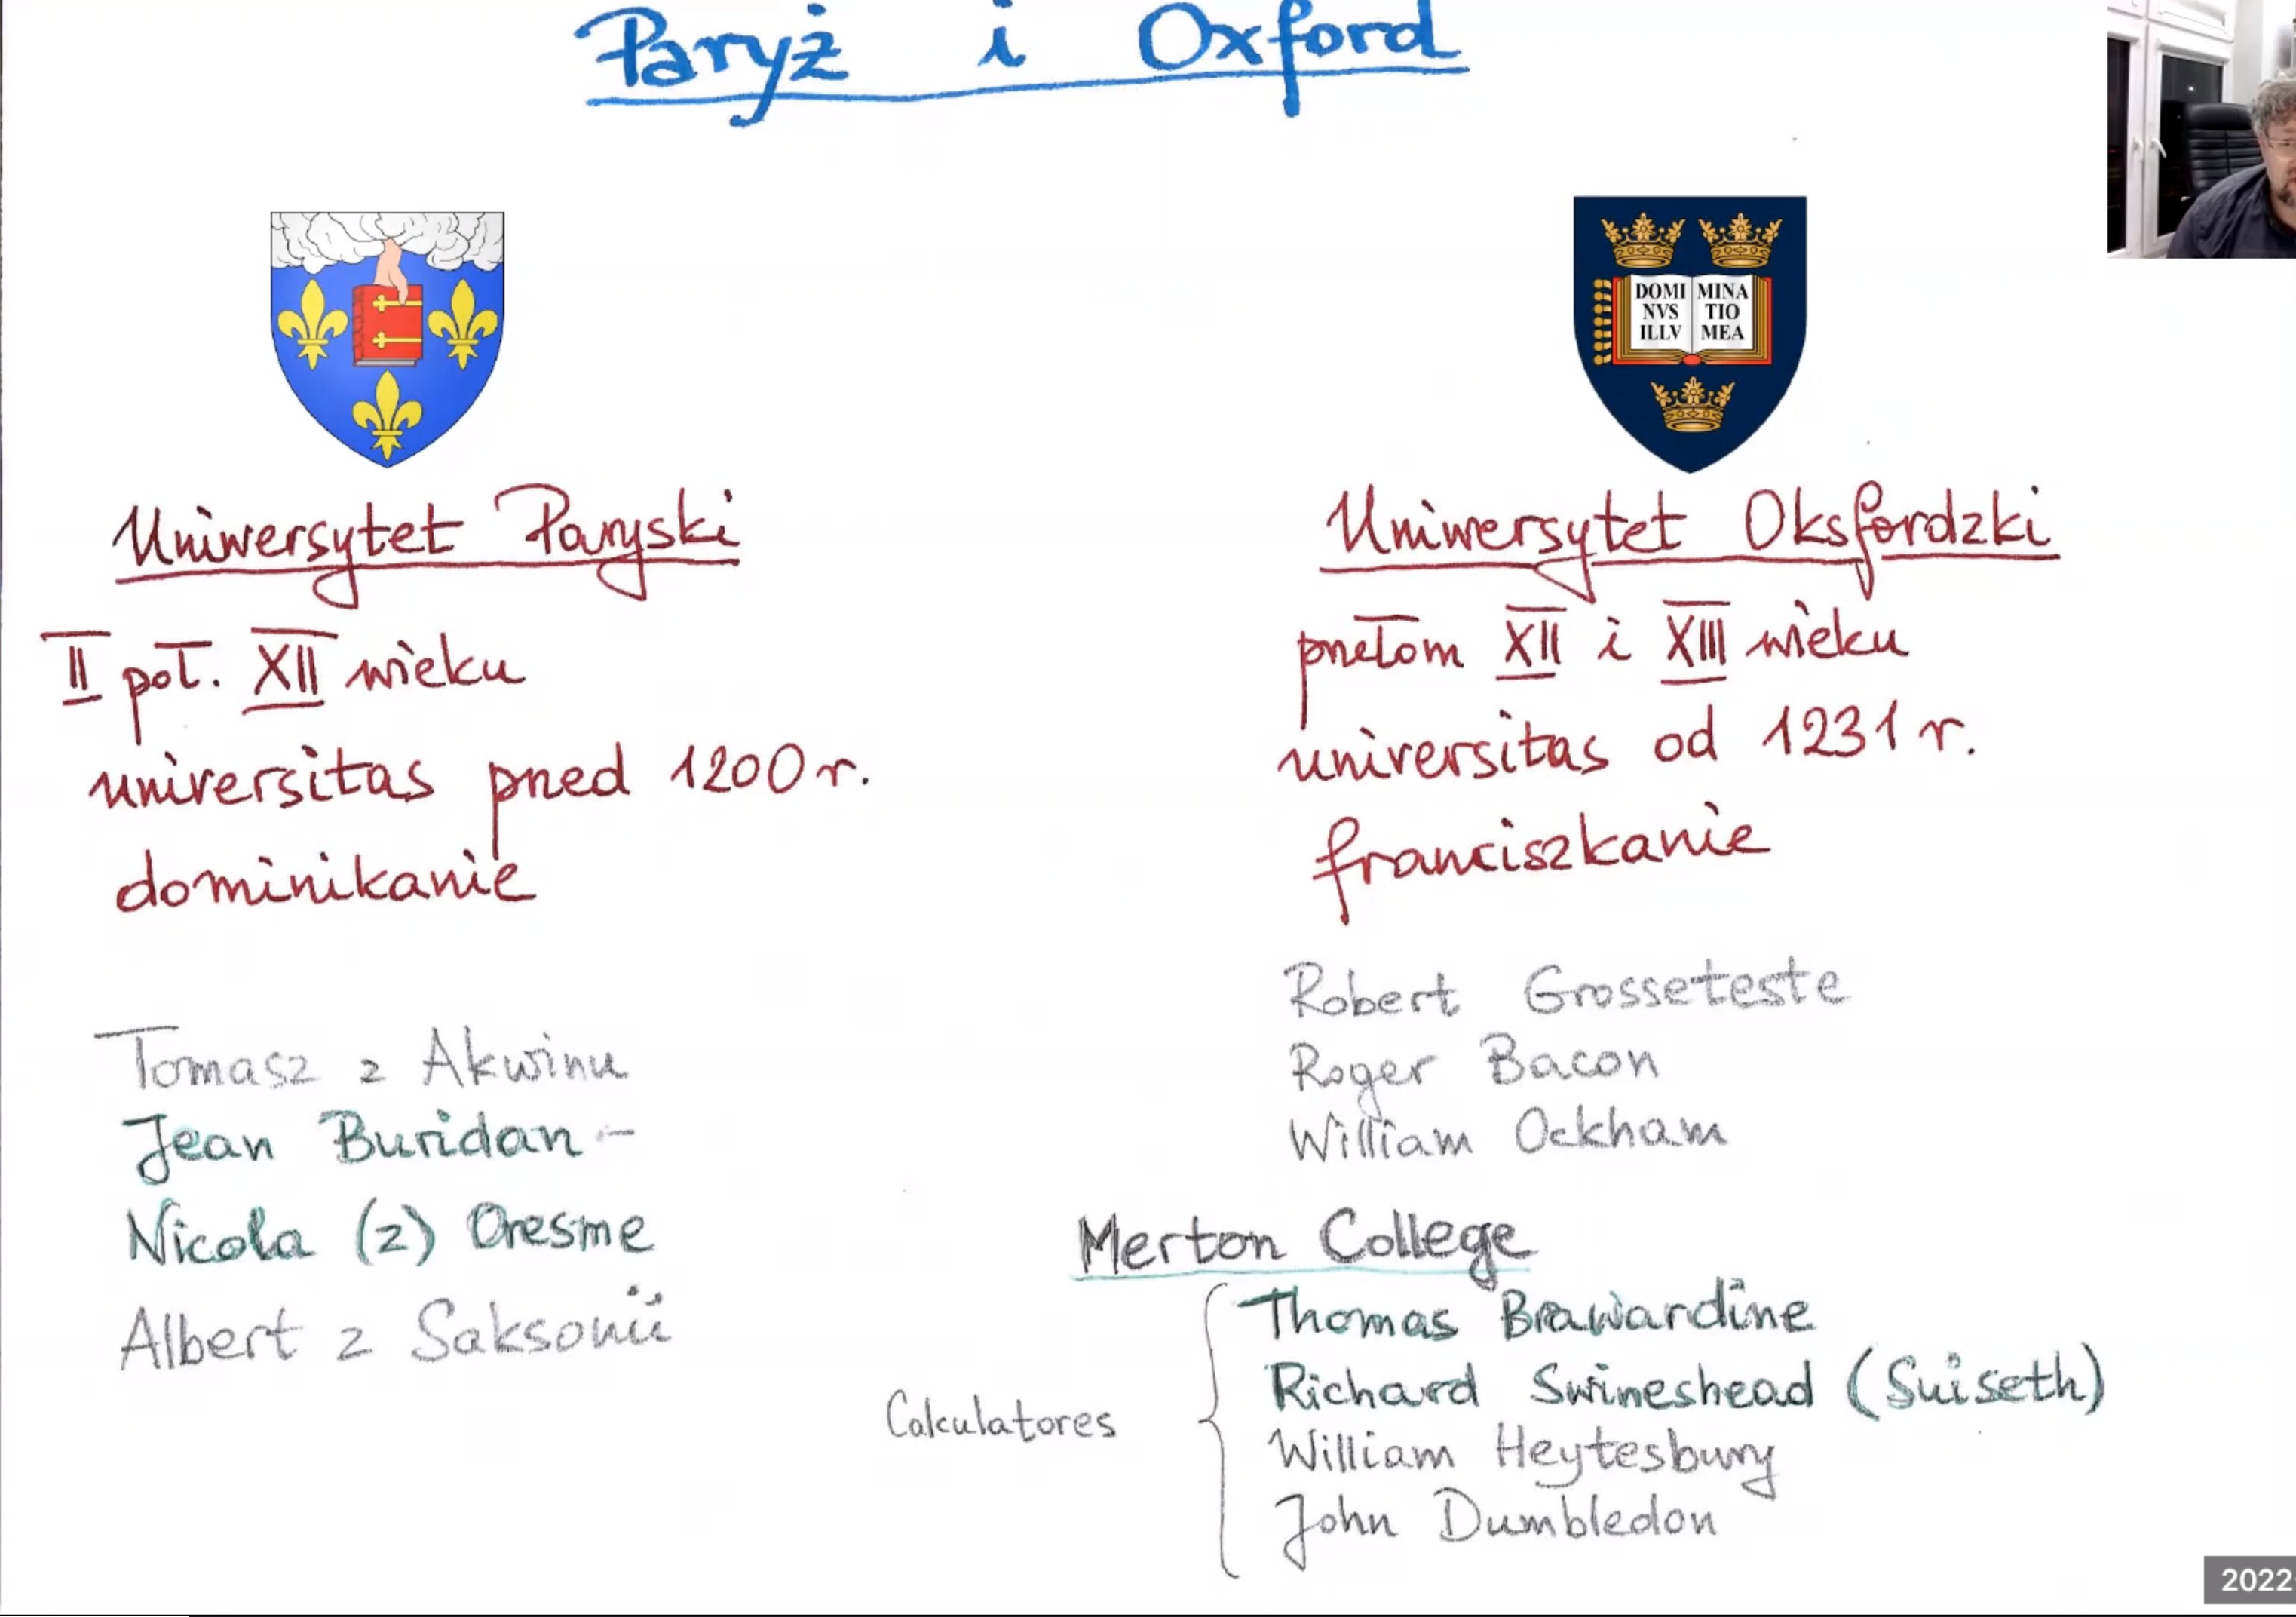 Paryż i Oxford
DOMI MINA
NVS TIO
ILLV MEA
Uniwersytet Paryski
II poł. XII wieku
universitas przed 1200 r.
dominikanie
Tomasz z Akwinu
Jean Buridan -
Nicola (z) Oresme
Albert z Saksonii
Uniwersytet Oksfordzki
przełom XII i XIII wieku
universitas od 1231 r.
franciszkanie
Robert Grosseteste
Roger Bacon
William Ockham
Merton College
Calculatores
Thomas Brawardine
Richard Swineshead (Suiseth)
William Heytesbury
John Dumbledon
2022